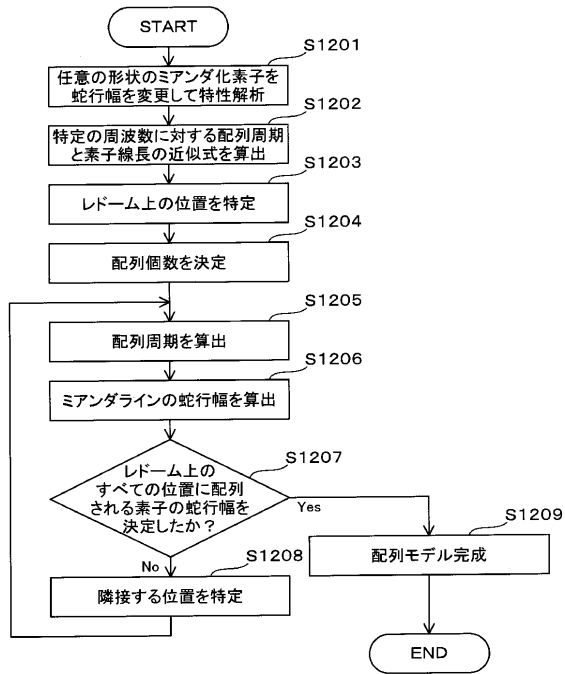 START
S1201
任意の形状のミアンダ化素子を
蛇行幅を変更して特性解析
S1202
特定の周波数に対する配列周期
と素子線長の近似式を算出
S1203
レドーム上の位置を特定
S1204
配列個数を決定
S1205
配列周期を算出
S1206
ミアンダラインの蛇行幅を算出
S1207
レドーム上の
すべての位置に配列
される素子の蛇行幅を
決定したか？
Yes
S1209
配列モデル完成
No
S1208
隣接する位置を特定
END